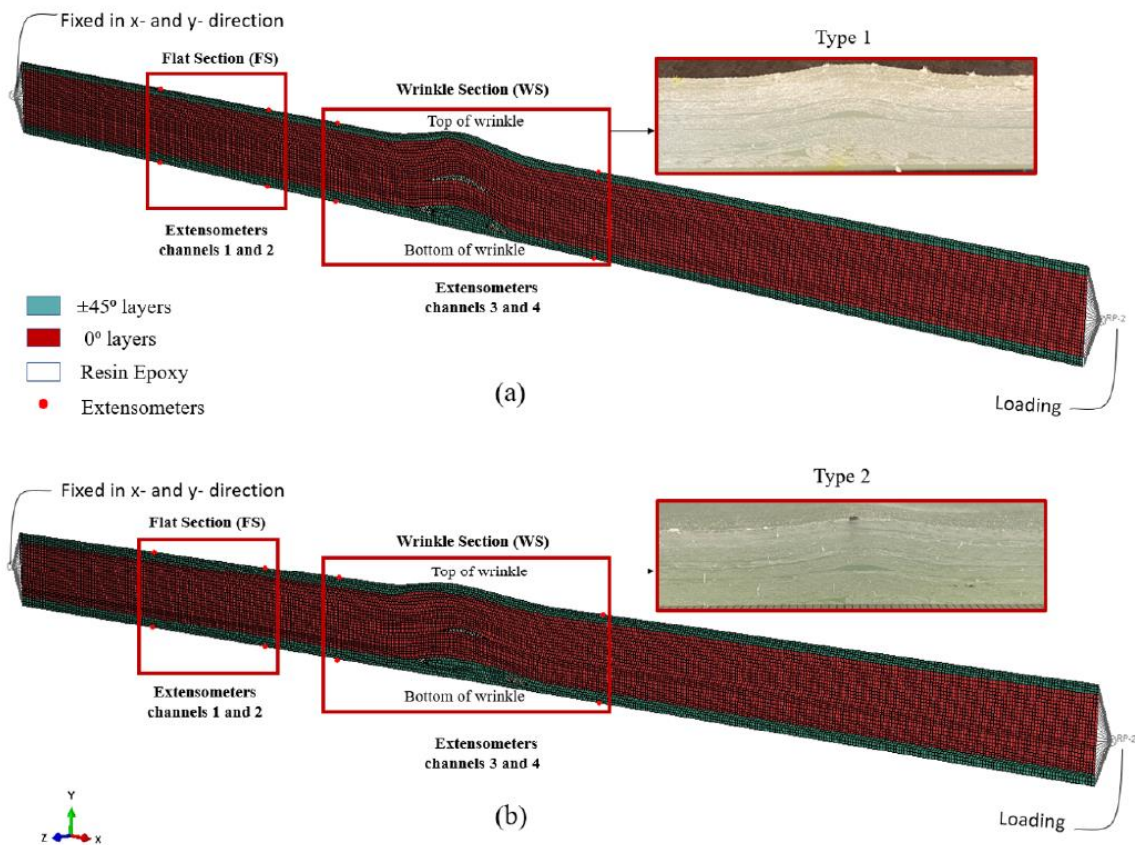 Fixed in x- and y- direction
Type 1
Flat Section (FS)
Wrinkle Section (WS)
Top of wrinkle
Extensometers
channels 1 and 2
Bottom of wrinkle
Extensometers
channels 3 and 4
±45º layers
0º layers
Resin Epoxy
Extensometers
RP-2
Loading
(a)
Fixed in x- and y- direction
Type 2
Flat Section (FS)
Wrinkle Section (WS)
Top of wrinkle
Extensometers
channels 1 and 2
Bottom of wrinkle
Extensometers
channels 3 and 4
RP-2
Loading
(b)
Y
Z
X